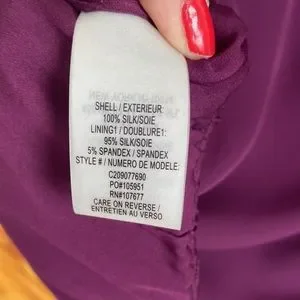 SHELL / EXTERIEUR:
100% SILK/SOIE
LINING1 / DOUBLURE1:
95% SILK/SOIE
5% SPANDEX / SPANDEX
STYLE # / NUMERO DE MODELE:
C209077690
PO#105951
RN#107677
CARE ON REVERSE /
ENTRETIEN AU VERSO